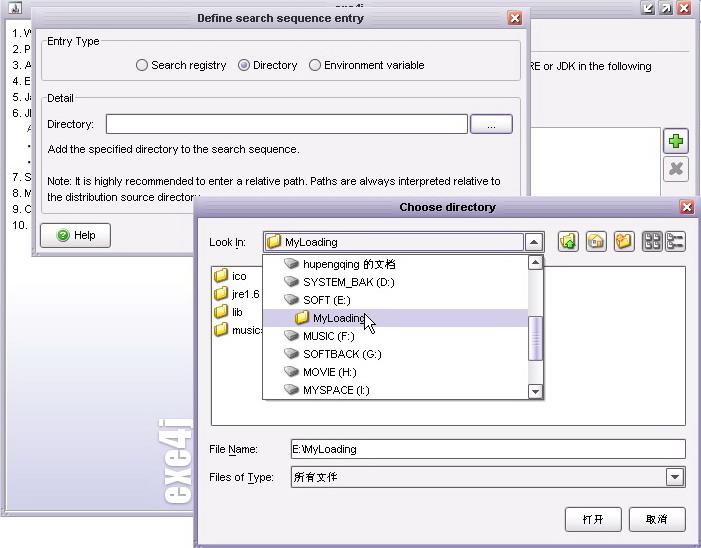 exe4j
Define search sequence entry
Entry Type
Search registry
Directory
Environment variable
RE or JDK in the following
Detail
Directory:
...
Add the specified directory to the search sequence.
Note: It is highly recommended to enter a relative path. Paths are always interpreted relative to
the distribution source directory
Help
1. W
2. P
3. A
4. E
5. Ja
6. JI
7. S
8. M
9. O
10.
exe4j
Choose directory
Look In:
MyLoading
ico
jre1.6
lib
music
hupengqing 的文档
SYSTEM_BAK (D:)
SOFT (E:)
MyLoading
MUSIC (F:)
SOFTBACK (G:)
MOVIE (H:)
MYSPACE (I:)
File Name:
E:\MyLoading
Files of Type:
所有文件
打开
取消